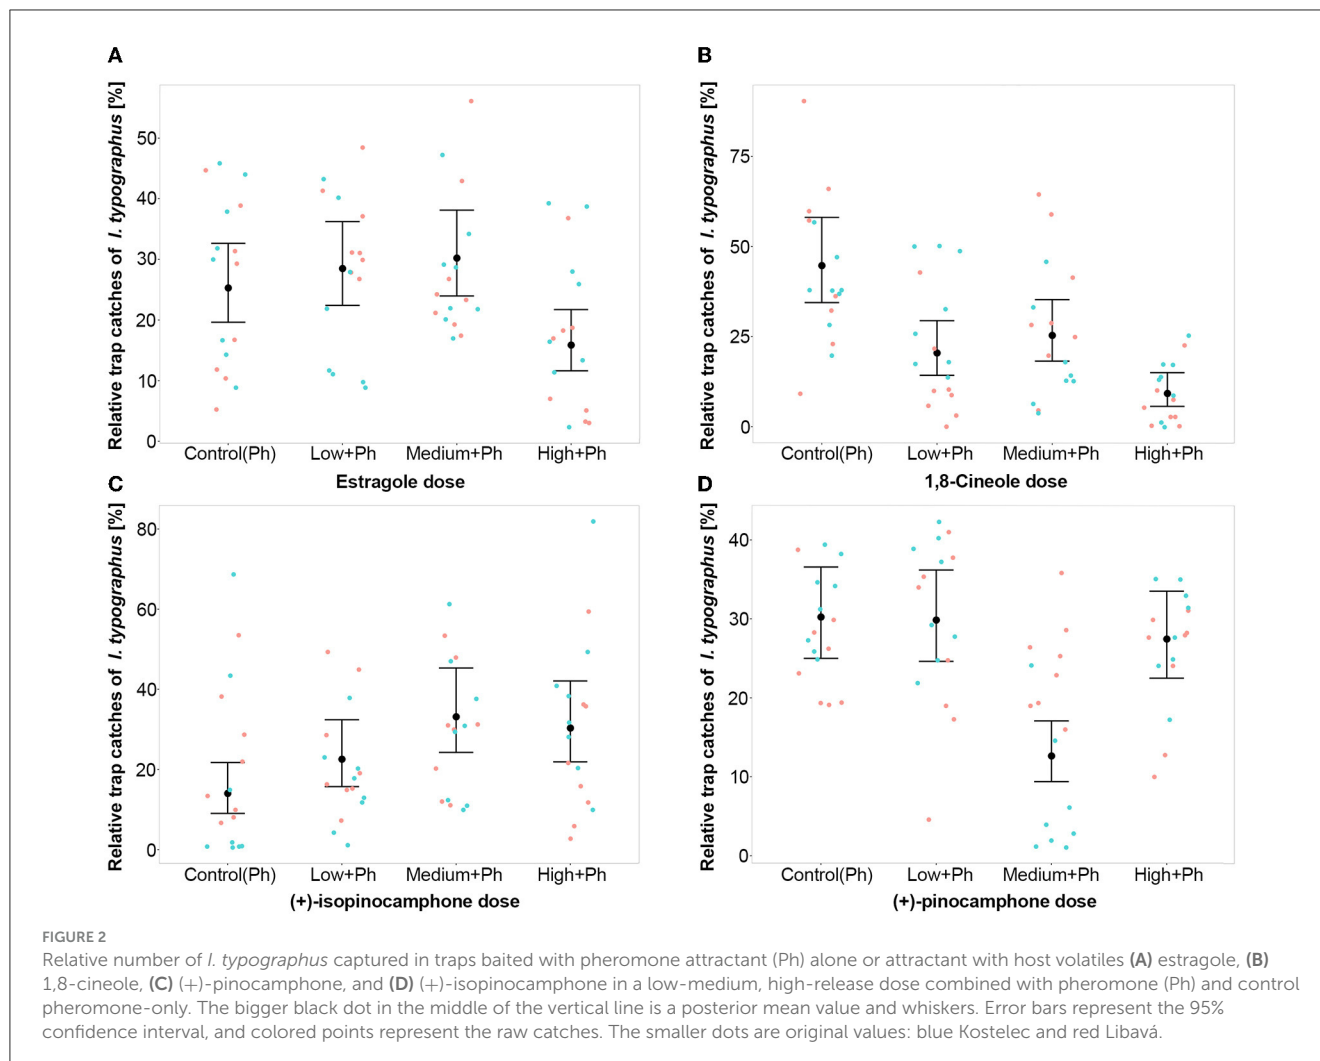 A
B
Relative trap catches of I. typographus [%]
50
40
30
20
10
0
Control(Ph) Low+Ph Medium+Ph High+Ph
Estragole dose
Relative trap catches of I. typographus [%]
75
50
25
0
Control(Ph) Low+Ph Medium+Ph High+Ph
1,8-Cineole dose
C
D
Relative trap catches of I. typographus [%]
80
60
40
20
0
Control(Ph) Low+Ph Medium+Ph High+Ph
(+)-isopinocamphone dose
Relative trap catches of I. typographus [%]
40
30
20
10
0
Control(Ph) Low+Ph Medium+Ph High+Ph
(+)-pinocamphone dose
FIGURE 2
Relative number of I. typographus captured in traps baited with pheromone attractant (Ph) alone or attractant with host volatiles (A) estragole, (B)
1,8-cineole, (C) (+)-pinocamphone, and (D) (+)-isopinocamphone in a low-medium, high-release dose combined with pheromone (Ph) and control
pheromone-only. The bigger black dot in the middle of the vertical line is a posterior mean value and whiskers. Error bars represent the 95%
confidence interval, and colored points represent the raw catches. The smaller dots are original values: blue Kostelec and red Libavá.